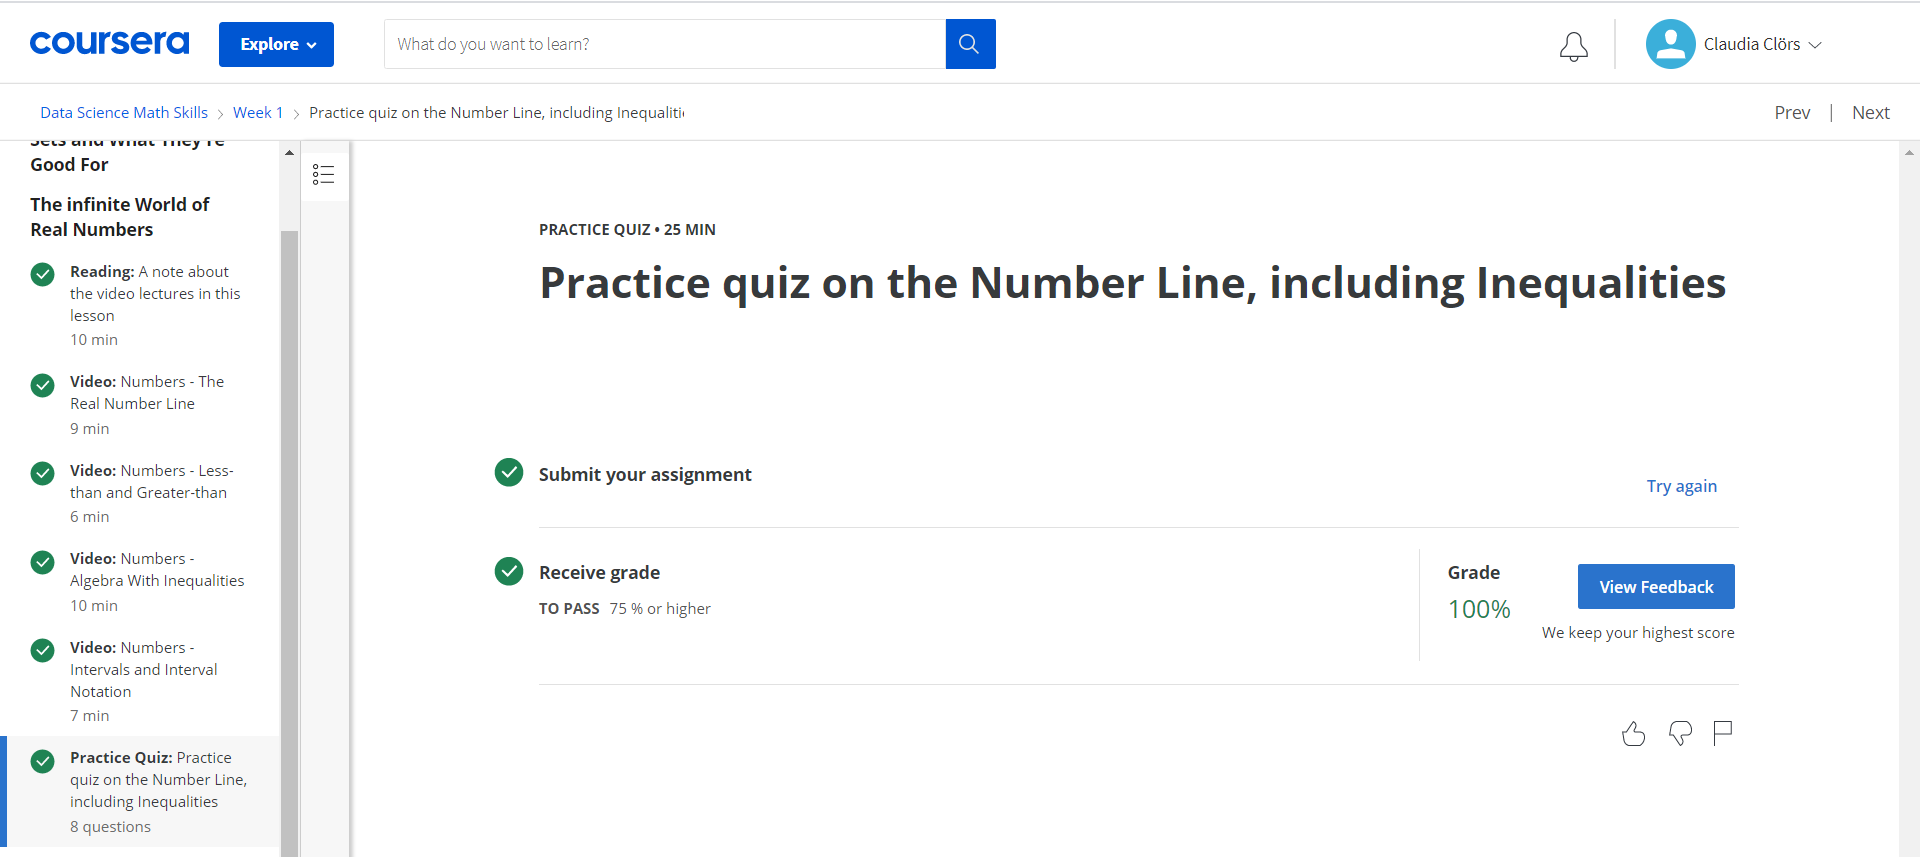 coursera
Explore
What do you want to learn?
Claudia Clörs
Data Science Math Skills
Week 1
Practice quiz on the Number Line, including Inequaliti
Prev
Next
Sets and What They're
Good For
The infinite World of
Real Numbers
Reading: A note about
the video lectures in this
lesson
10 min
Video: Numbers - The
Real Number Line
9 min
Video: Numbers - Less-
than and Greater-than
6 min
Video: Numbers -
Algebra With Inequalities
10 min
Video: Numbers -
Intervals and Interval
Notation
7 min
Practice Quiz: Practice
quiz on the Number Line,
including Inequalities
8 questions
PRACTICE QUIZ • 25 MIN
Practice quiz on the Number Line, including Inequalities
Submit your assignment
Try again
Receive grade
TO PASS 75 % or higher
Grade
100%
View Feedback
We keep your highest score